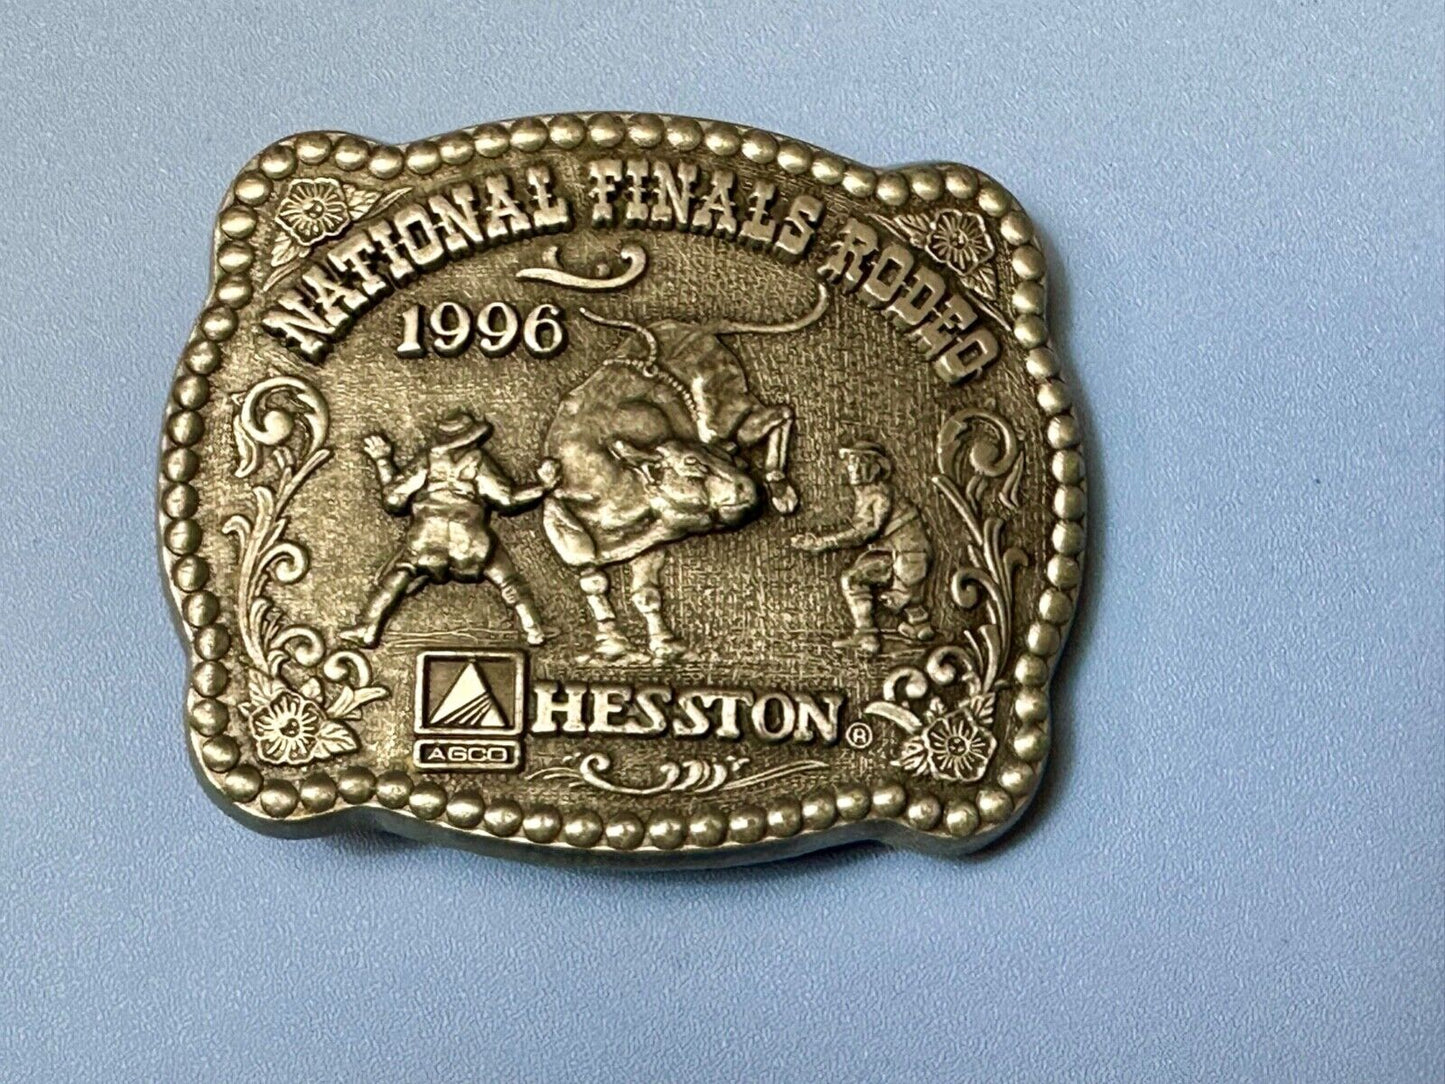 NATIONAL FINALS RODEO
1996
HESSTON ®
AGCO